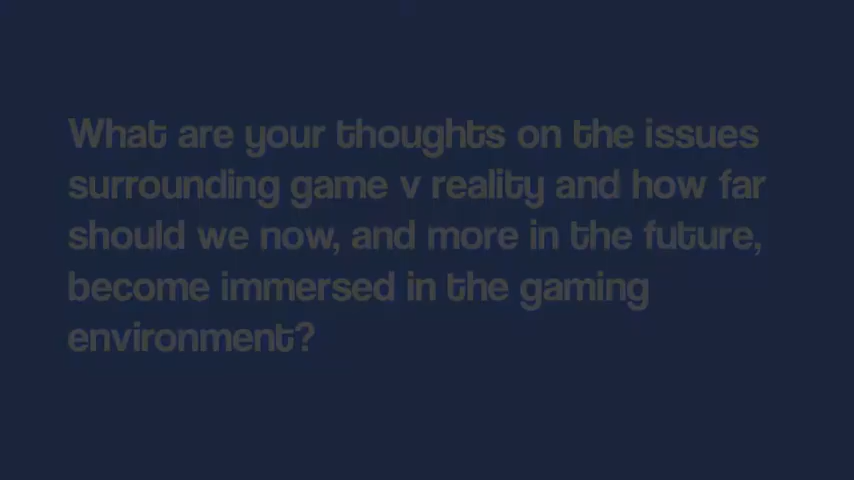 What are your thoughts on the issues
surrounding game v reality and how far
should we now, and more in the future,
become immersed in the gaming
environment?